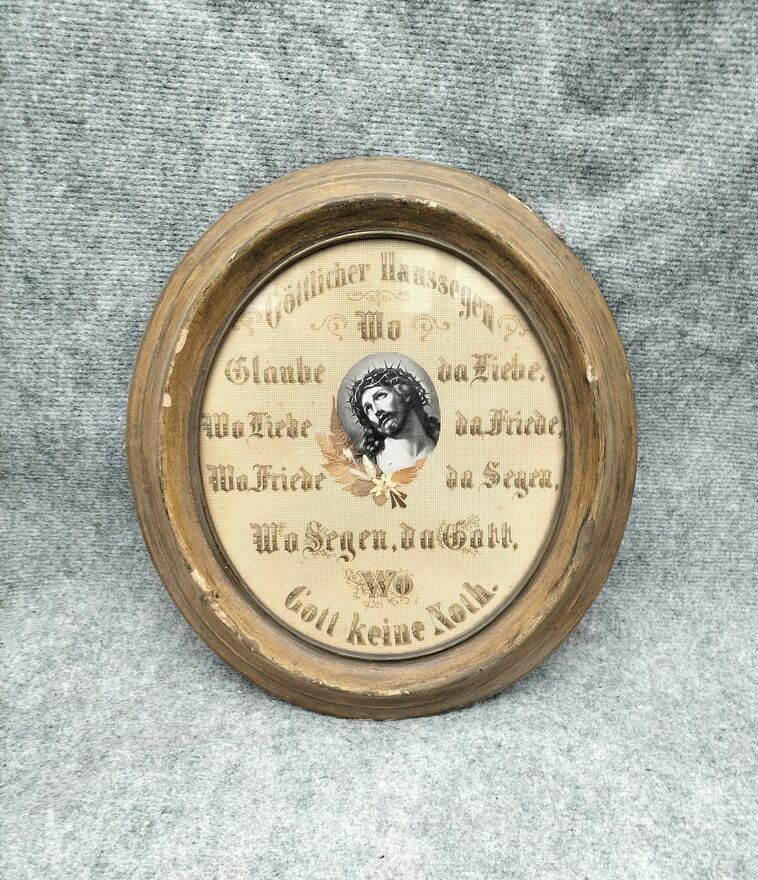 Göttlicher Haussegen
Wo
Glaube da Liebe,
Wo Liebe da Friede,
Wo Friede da Segen,
Wo Segen, da Gott,
Wo
Gott keine Noth.